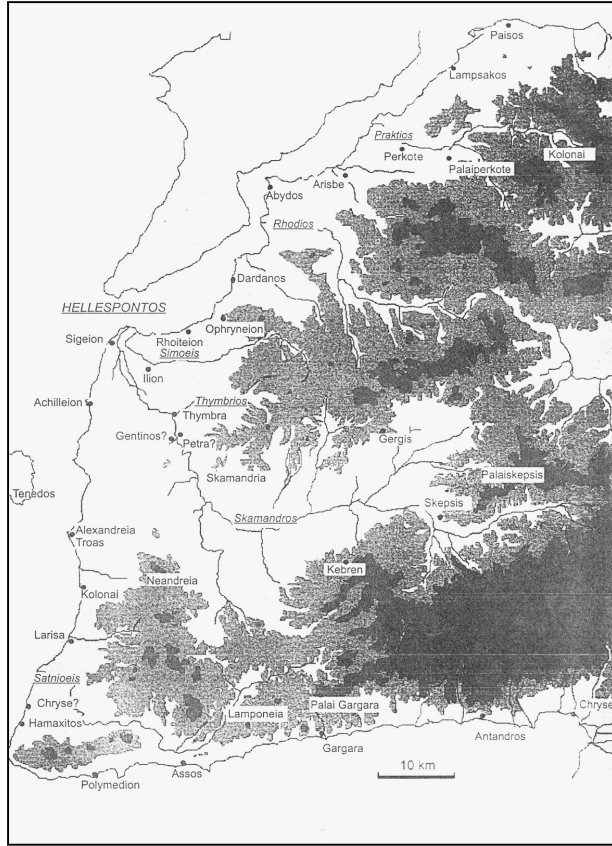 Paisos
Lampsakos
Praktios
Perkote
Kolonai
Palaiperkote
Arisbe
Abydos
Rhodios
Dardanos
HELLESPONTOS
Ophryneion
Sigeion
Rhoiteion
Simoeis
Ilion
Achilleion
Thymbrios
Thymbra
Gentinos?
Petra?
Gergis
Skamandria
Palaiskepsis
Tenedos
Skamandros
Skepsis
Alexandreia
Troas
Kebren
Neandreia
Kolonai
Larisa
Satnioeis
Chryse?
Palai Gargara
Chryse
Hamaxitos
Lamponeia
Antandros
Gargara
Assos
10 km
Polymedion